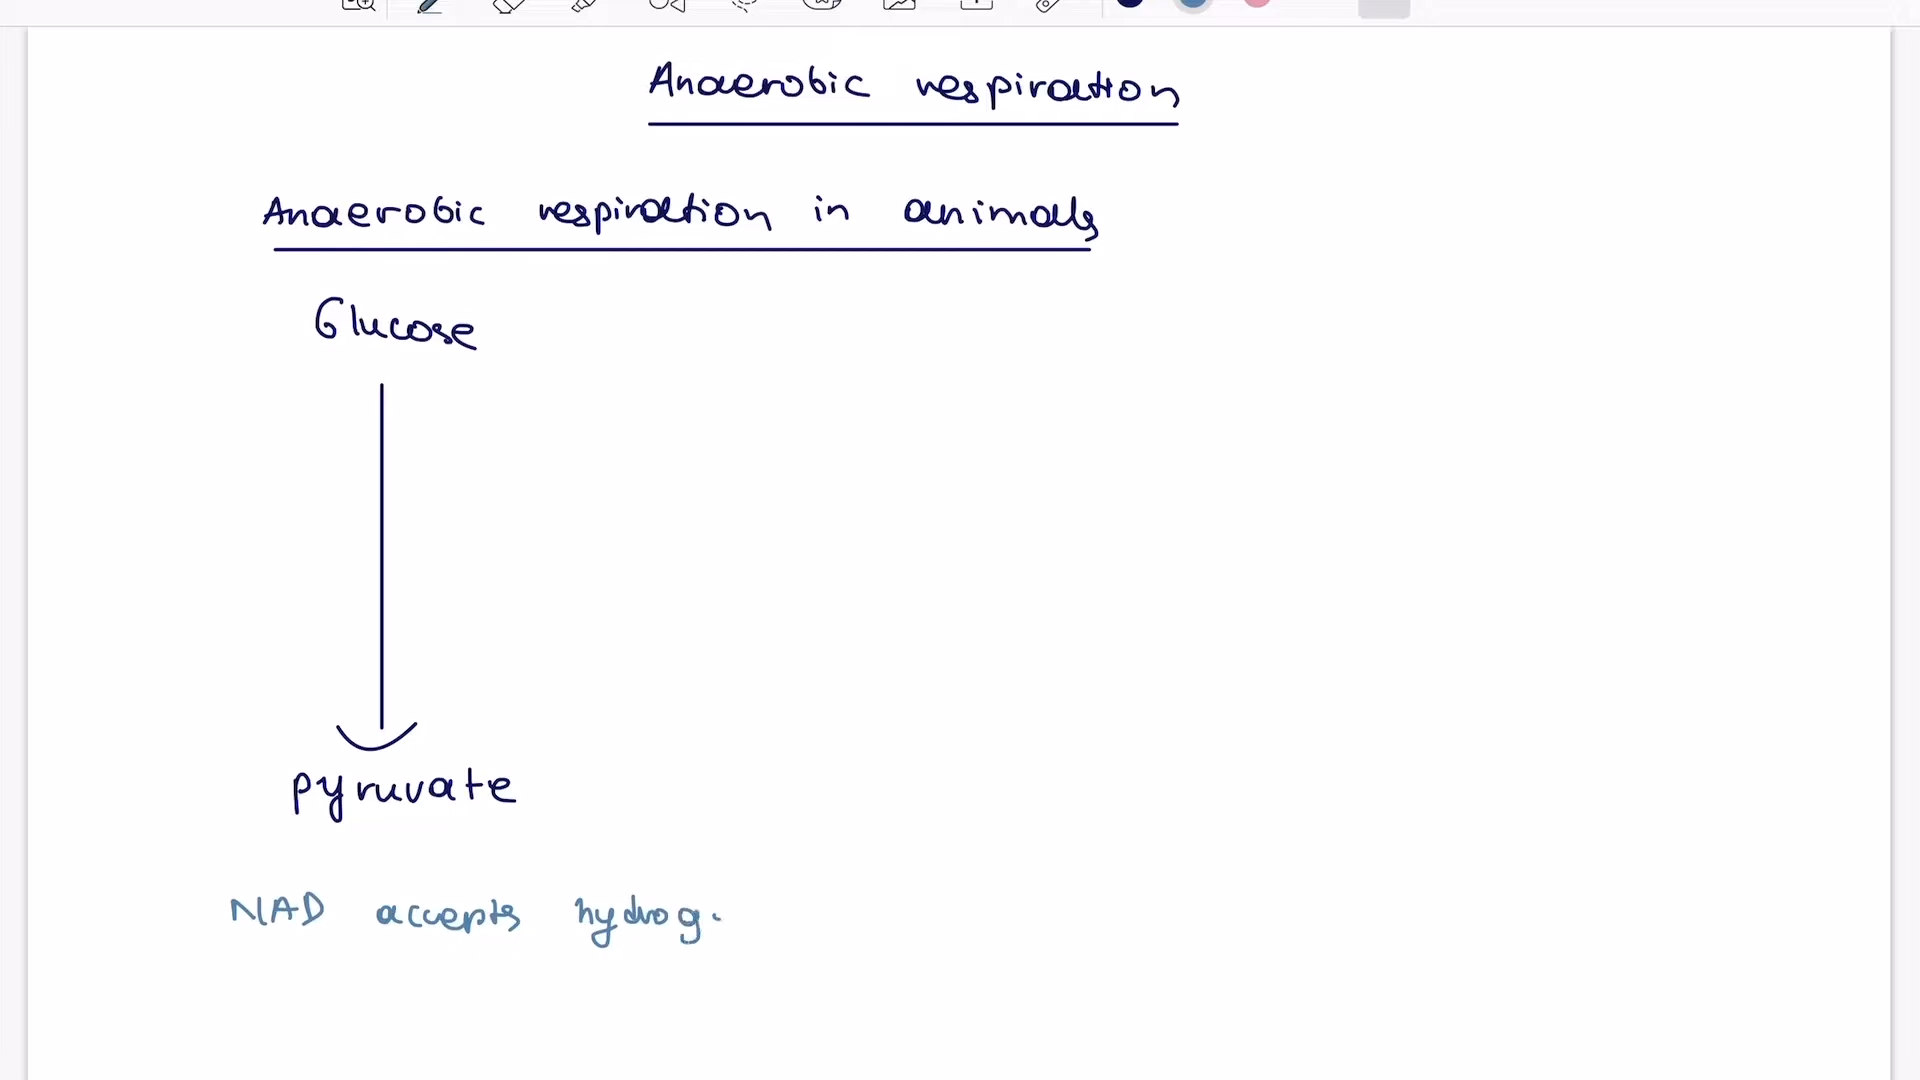 Anaerobic respiration
Anaerobic respiration in animals
Glucose
pyruvate
NAD accepts hydrog